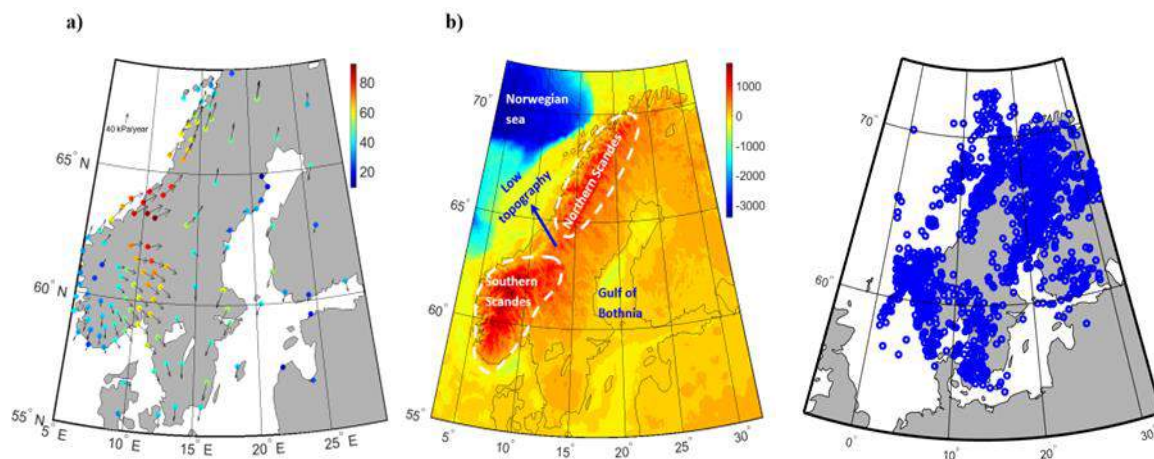 a)
b)
80
60
40
20
40 kPa/year
65° N
60° N
55° N
5° E
10° E
15° E
20° E
25° E
Norwegian
sea
Low
topography
Northern Scandes
Southern
Scandes
Gulf of
Bothnia
1000
0
-1000
-2000
-3000
70°
65°
60°
55°
5°
10°
15°
20°
25°
30°
70°
60°
0°
10°
20°
30°